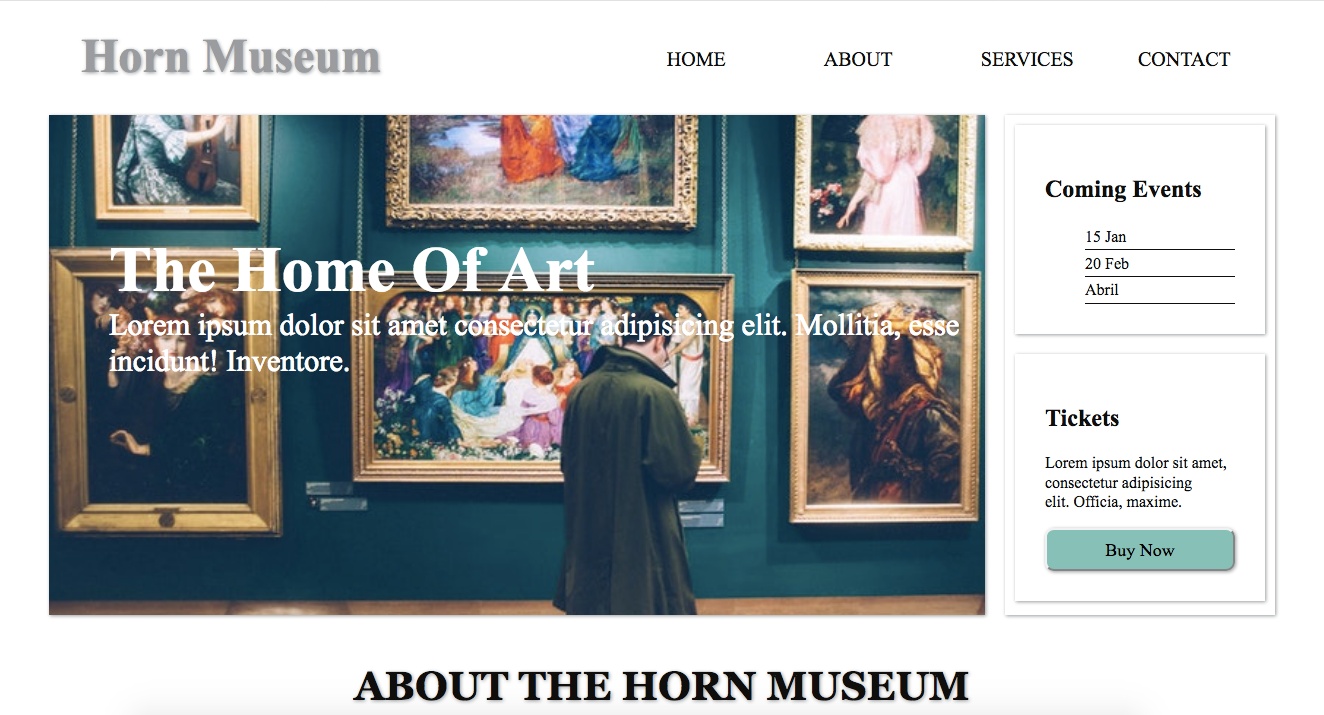 Horn Museum
HOME
ABOUT
SERVICES
CONTACT
The Home Of Art
Lorem ipsum dolor sit amet consectetur adipisicing elit. Mollitia, esse
incidunt! Inventore.
Coming Events
15 Jan
20 Feb
Abril
Tickets
Lorem ipsum dolor sit amet,
consectetur adipisicing
elit. Officia, maxime.
Buy Now
ABOUT THE HORN MUSEUM